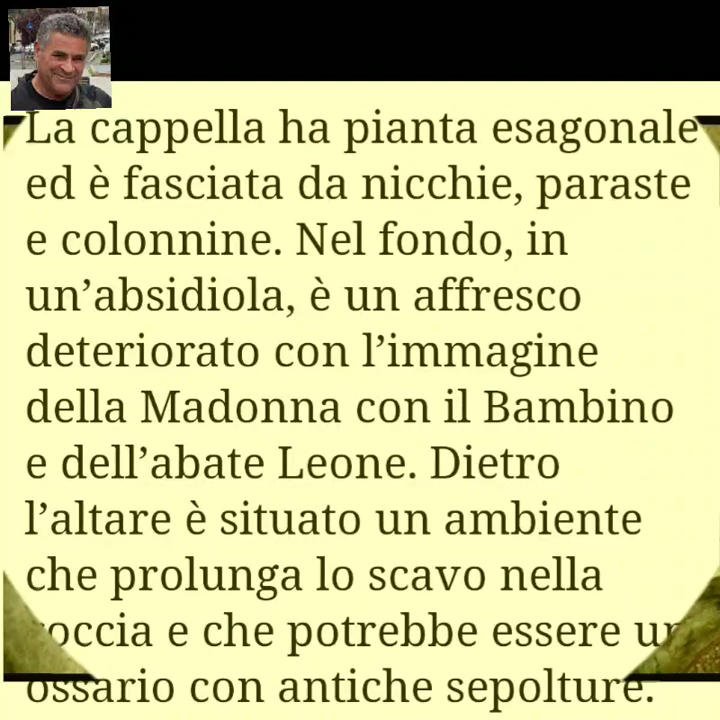 La cappella ha pianta esagonale
ed è fasciata da nicchie, paraste
e colonnine. Nel fondo, in
un’absidiola, è un affresco
deteriorato con l’immagine
della Madonna con il Bambino
e dell’abate Leone. Dietro
l’altare è situato un ambiente
che prolunga lo scavo nella
roccia e che potrebbe essere un
ossario con antiche sepolture.